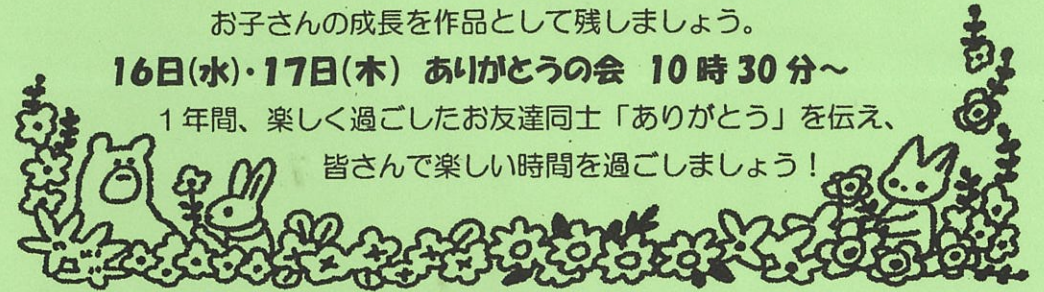 お子さんの成長を作品として残しましょう。
16日(水)・17日(木) ありがとうの会 10時30分～
1年間、楽しく過ごしたお友達同士「ありがとう」を伝え、
皆さんで楽しい時間を過ごしましょう！